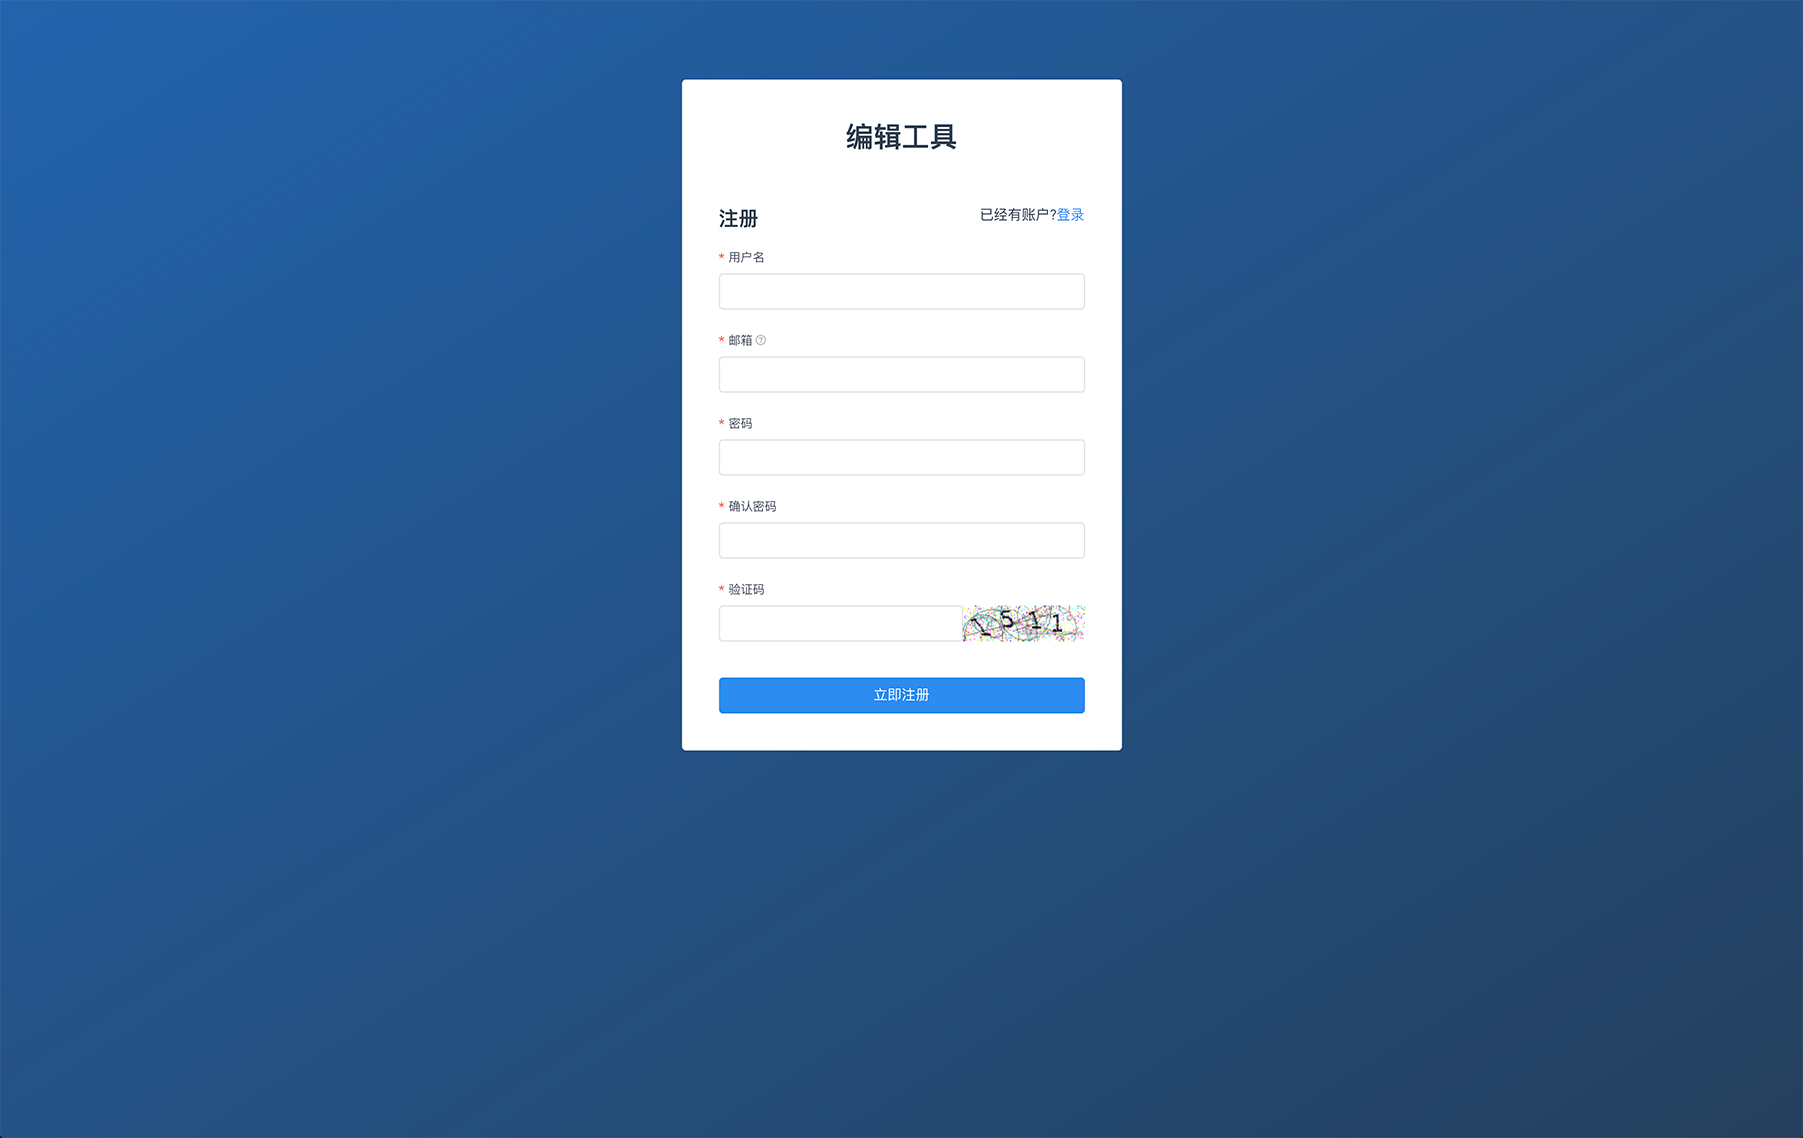 编辑工具
注册
已经有账户?登录
* 用户名
* 邮箱
* 密码
* 确认密码
* 验证码
立即注册